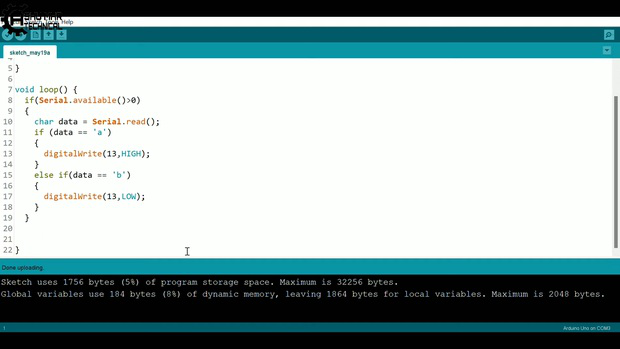 TECHNICAL
Help
sketch_may19a
5 }
6
7 void loop() {
8 if(Serial.available()>0)
9 {
10 char data = Serial.read();
11 if (data == 'a')
12 {
13 digitalWrite(13,HIGH);
14 }
15 else if(data == 'b')
16 {
17 digitalWrite(13,LOW);
18 }
19 }
20
21
22 }
Done uploading.
Sketch uses 1756 bytes (5%) of program storage space. Maximum is 32256 bytes.
Global variables use 184 bytes (8%) of dynamic memory, leaving 1864 bytes for local variables. Maximum is 2048 bytes.
1
Arduino Uno on COM3